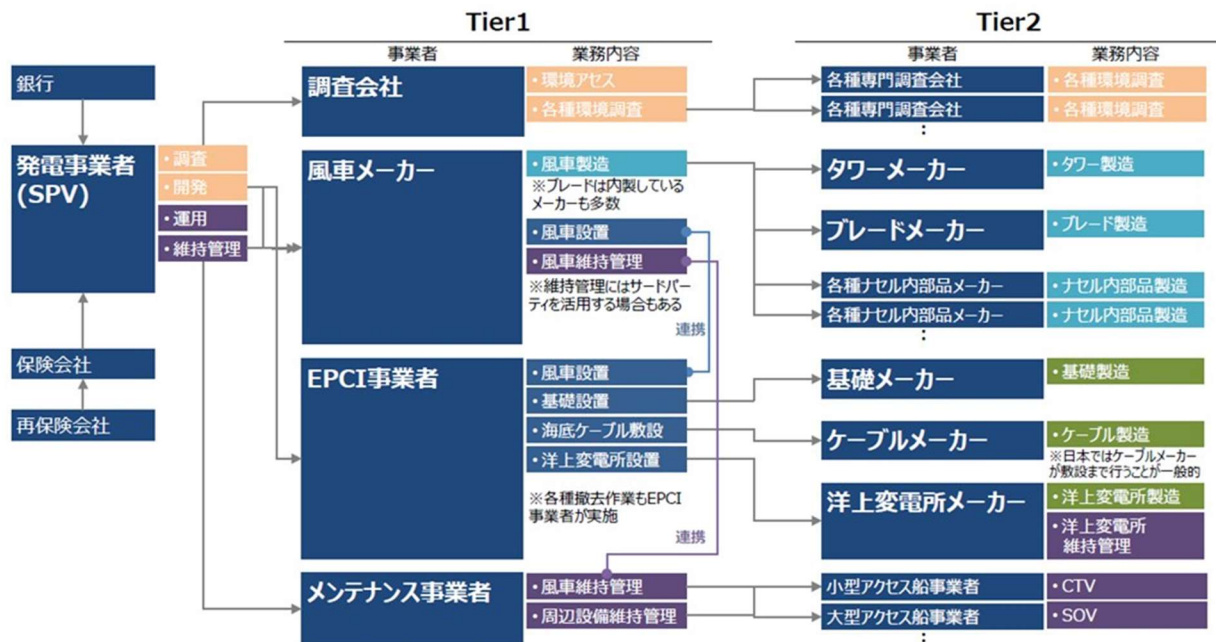 Tier1
Tier2
事業者
業務内容
事業者
業務内容
銀行
発電事業者
(SPV)
・調査
・開発
・運用
・維持管理
保険会社
再保険会社
調査会社
・環境アセス
・各種環境調査
風車メーカー
・風車製造
※ブレードは内製している
メーカーも多数
・風車設置
・風車維持管理
※維持管理にはサードパー
ティを活用する場合もある
連携
EPCI事業者
・風車設置
・基礎設置
・海底ケーブル敷設
・洋上変電所設置
※各種撤去作業もEPCI
事業者が実施
連携
メンテナンス事業者
・風車維持管理
・周辺設備維持管理
各種専門調査会社
・各種環境調査
各種専門調査会社
・各種環境調査
：
タワーメーカー
・タワー製造
ブレードメーカー
・ブレード製造
各種ナセル内部品メーカー
・ナセル内部品製造
各種ナセル内部品メーカー
・ナセル内部品製造
：
基礎メーカー
・基礎製造
ケーブルメーカー
・ケーブル製造
※日本ではケーブルメーカー
が敷設まで行うことが一般的
洋上変電所メーカー
・洋上変電所製造
・洋上変電所
維持管理
小型アクセス船事業者
・CTV
大型アクセス船事業者
・SOV
：